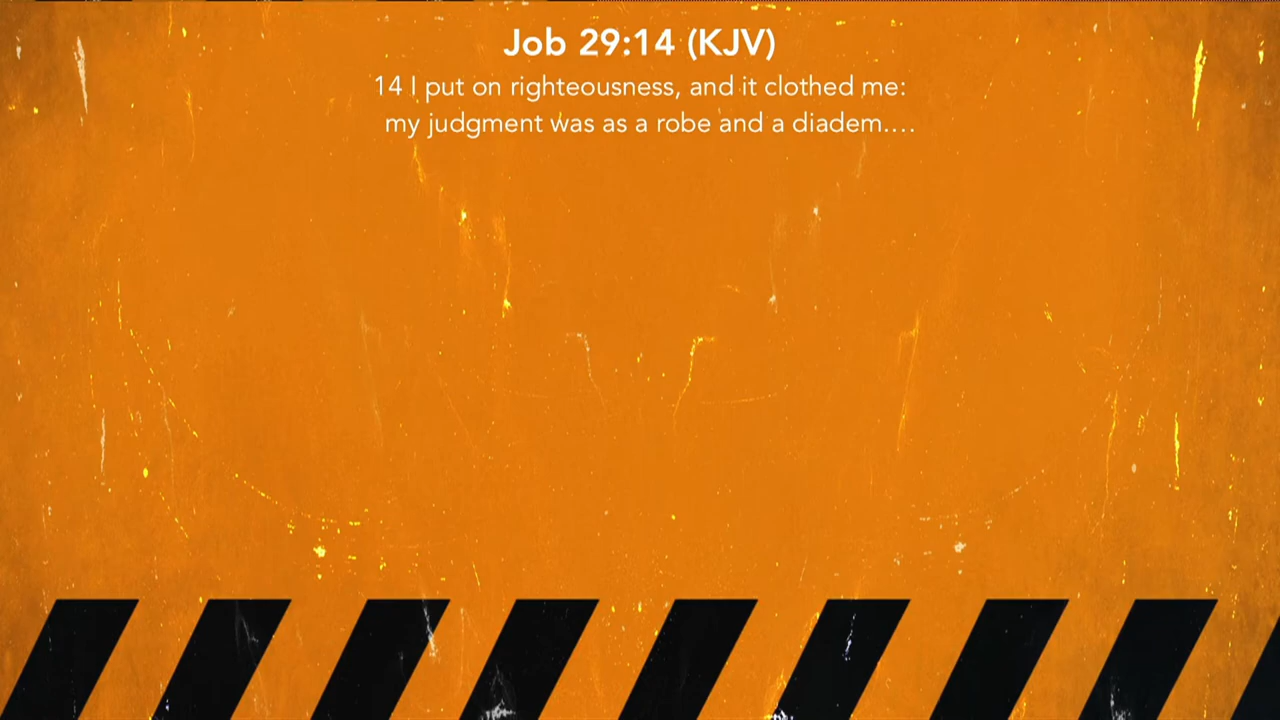 Job 29:14 (KJV)
14 I put on righteousness, and it clothed me:
my judgment was as a robe and a diadem....